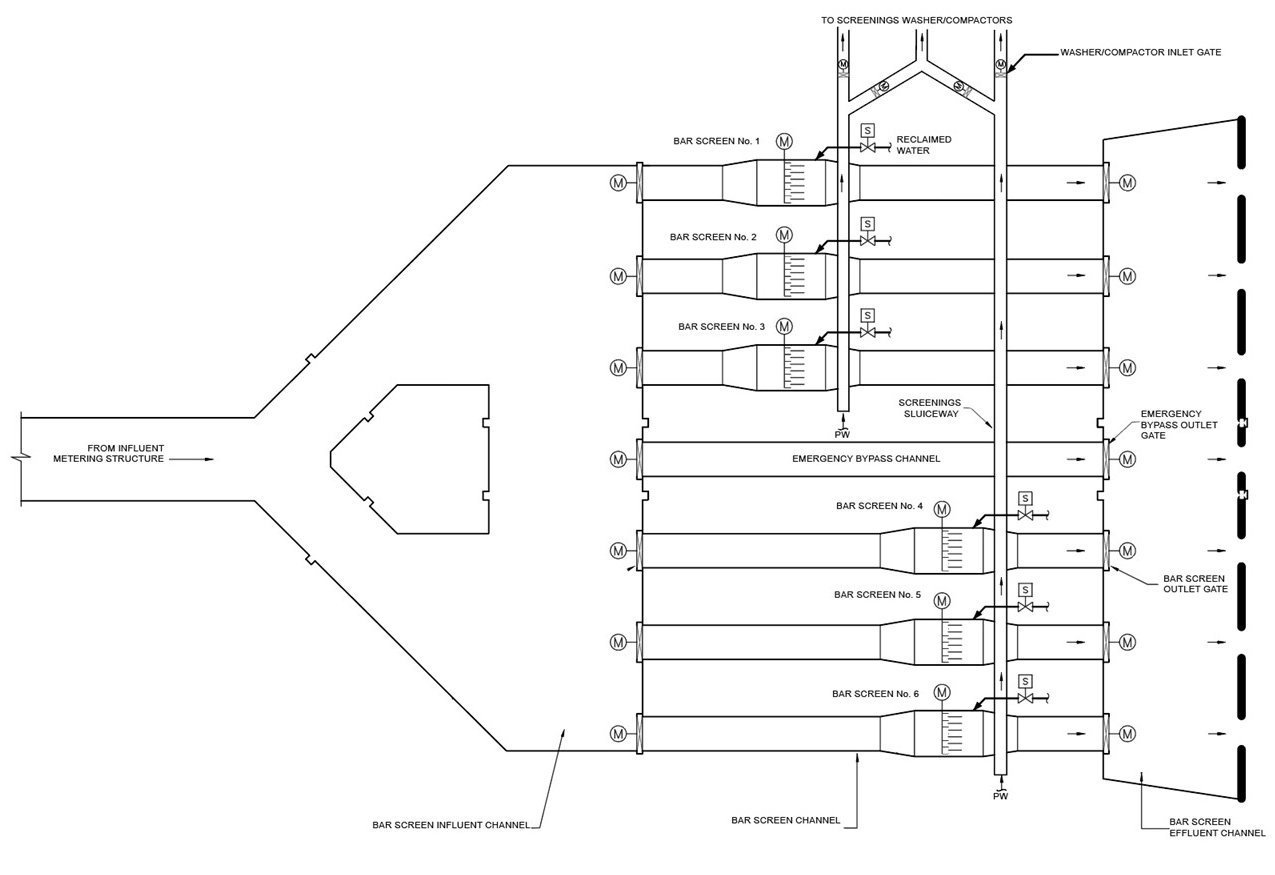 TO SCREENINGS WASHER/COMPACTORS
M
M
WASHER/COMPACTOR INLET GATE
M
M
BAR SCREEN No. 1
M
S
RECLAIMED
WATER
M
M
BAR SCREEN No. 2
M
S
M
M
BAR SCREEN No. 3
M
S
M
M
SCREENINGS
SLUICEWAY
PW
EMERGENCY
BYPASS OUTLET
GATE
FROM INFLUENT
METERING STRUCTURE
M
EMERGENCY BYPASS CHANNEL
M
BAR SCREEN No. 4
M
S
M
M
BAR SCREEN
OUTLET GATE
BAR SCREEN No. 5
M
S
M
M
BAR SCREEN No. 6
M
S
M
M
PW
BAR SCREEN INFLUENT CHANNEL
BAR SCREEN CHANNEL
BAR SCREEN
EFFLUENT CHANNEL